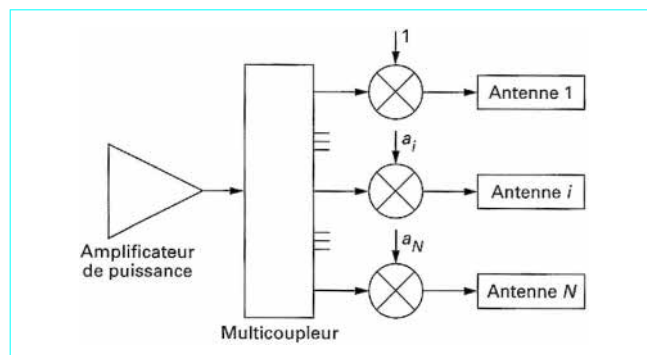 1
Antenne 1
a_i
Antenne i
Amplificateur
de puissance
a_N
Antenne N
Multicoupleur